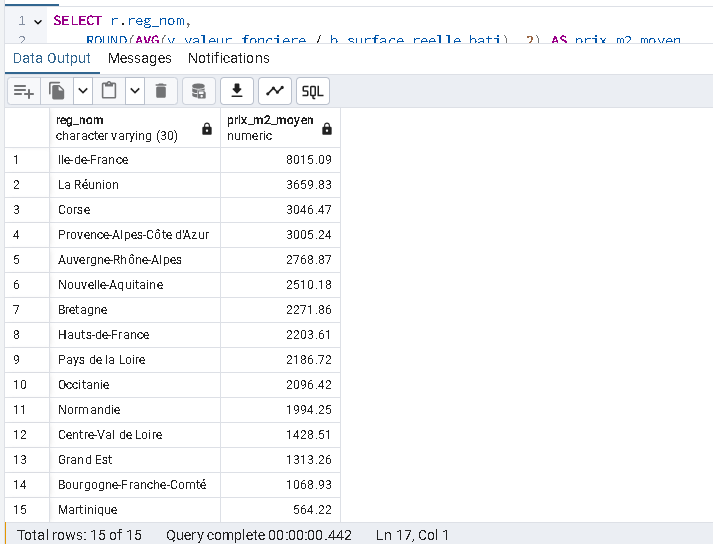 1 SELECT r.reg_nom,
2 ROUND(AVG(v.valeur_fonciere / b.surface_reelle_bati), 2) AS prix_m2_moyen
Data Output Messages Notifications
SQL
reg_nom prix_m2_moyen
character varying (30) numeric
1 Ile-de-France 8015.09
2 La Réunion 3659.83
3 Corse 3046.47
4 Provence-Alpes-Côte d'Azur 3005.24
5 Auvergne-Rhône-Alpes 2768.87
6 Nouvelle-Aquitaine 2510.18
7 Bretagne 2271.86
8 Hauts-de-France 2203.61
9 Pays de la Loire 2186.72
10 Occitanie 2096.42
11 Normandie 1994.25
12 Centre-Val de Loire 1428.51
13 Grand Est 1313.26
14 Bourgogne-Franche-Comté 1068.93
15 Martinique 564.22
Total rows: 15 of 15 Query complete 00:00:00.442 Ln 17, Col 1